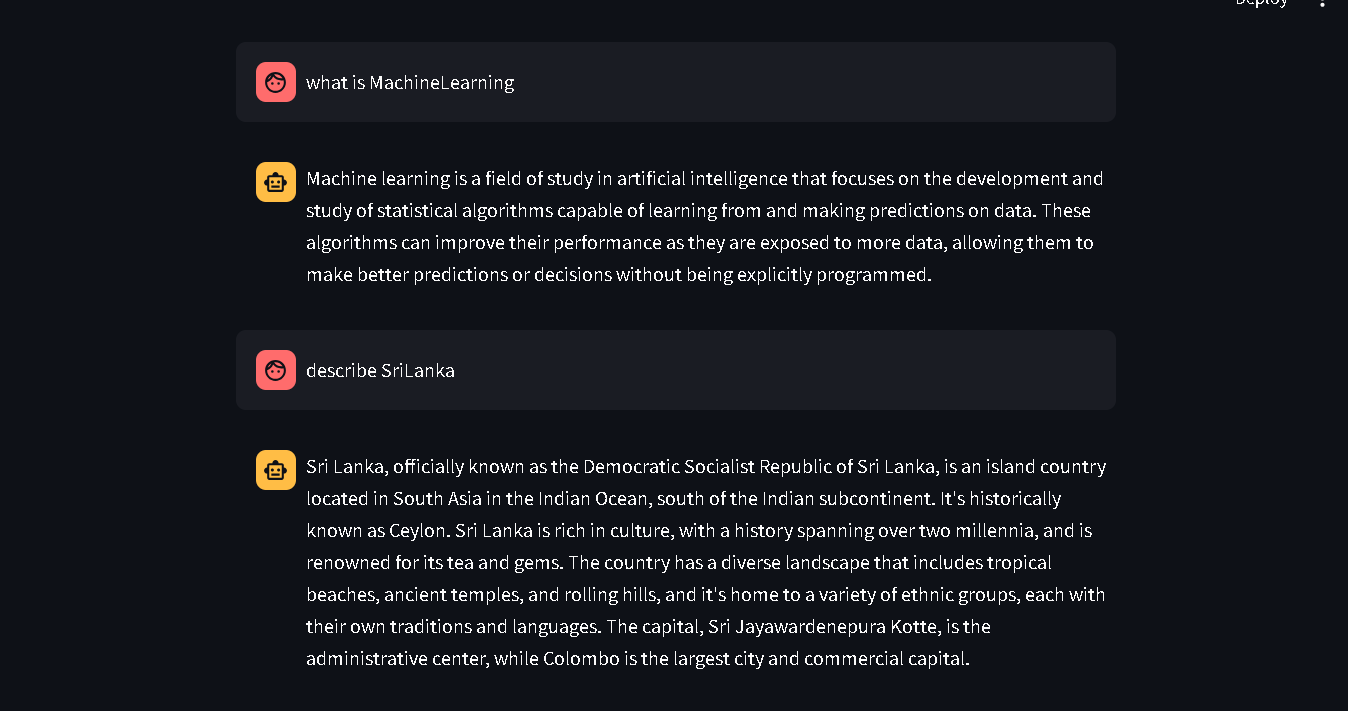 Deploy
what is MachineLearning
Machine learning is a field of study in artificial intelligence that focuses on the development and
study of statistical algorithms capable of learning from and making predictions on data. These
algorithms can improve their performance as they are exposed to more data, allowing them to
make better predictions or decisions without being explicitly programmed.
describe SriLanka
Sri Lanka, officially known as the Democratic Socialist Republic of Sri Lanka, is an island country
located in South Asia in the Indian Ocean, south of the Indian subcontinent. It's historically
known as Ceylon. Sri Lanka is rich in culture, with a history spanning over two millennia, and is
renowned for its tea and gems. The country has a diverse landscape that includes tropical
beaches, ancient temples, and rolling hills, and it's home to a variety of ethnic groups, each with
their own traditions and languages. The capital, Sri Jayawardenepura Kotte, is the
administrative center, while Colombo is the largest city and commercial capital.